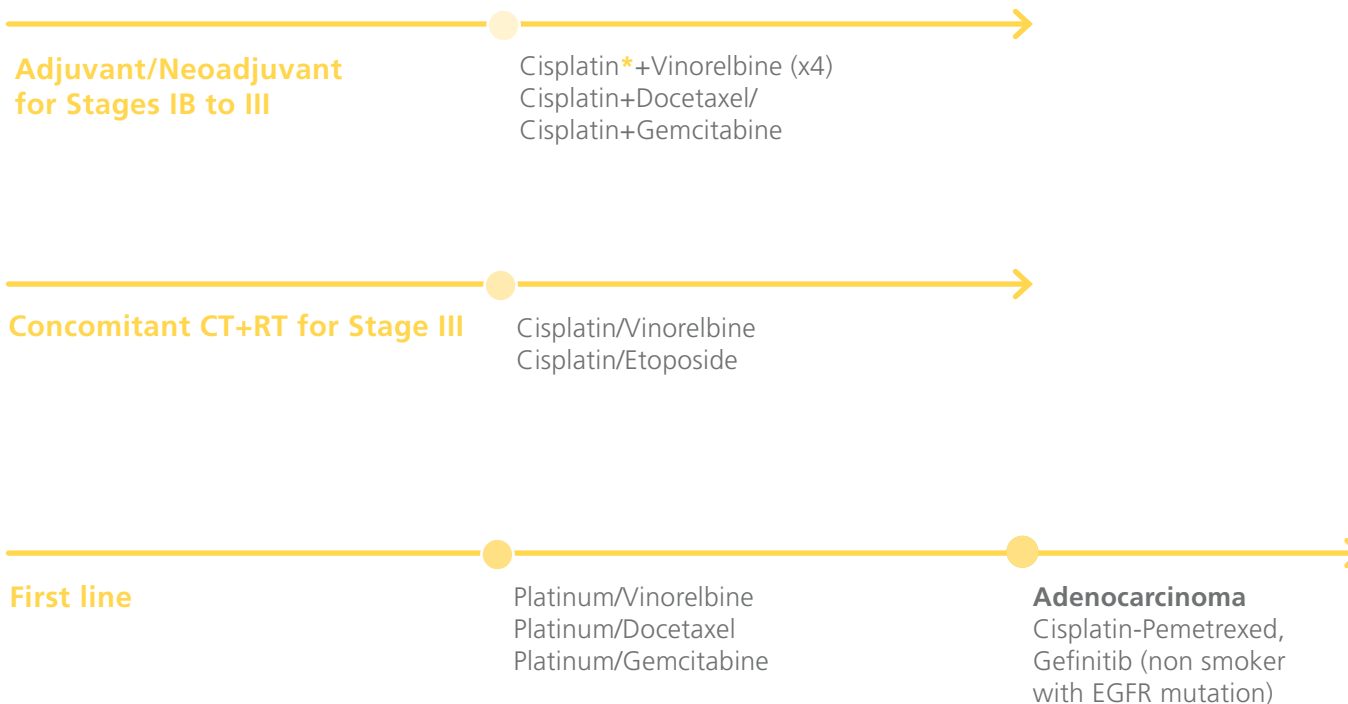 Adjuvant/Neoadjuvant
for Stages IB to III
Cisplatin*+Vinorelbine (x4)
Cisplatin+Docetaxel/
Cisplatin+Gemcitabine
Concomitant CT+RT for Stage III
Cisplatin/Vinorelbine
Cisplatin/Etoposide
First line
Platinum/Vinorelbine
Platinum/Docetaxel
Platinum/Gemcitabine
Adenocarcinoma
Cisplatin-Pemetrexed,
Gefinitib (non smoker
with EGFR mutation)